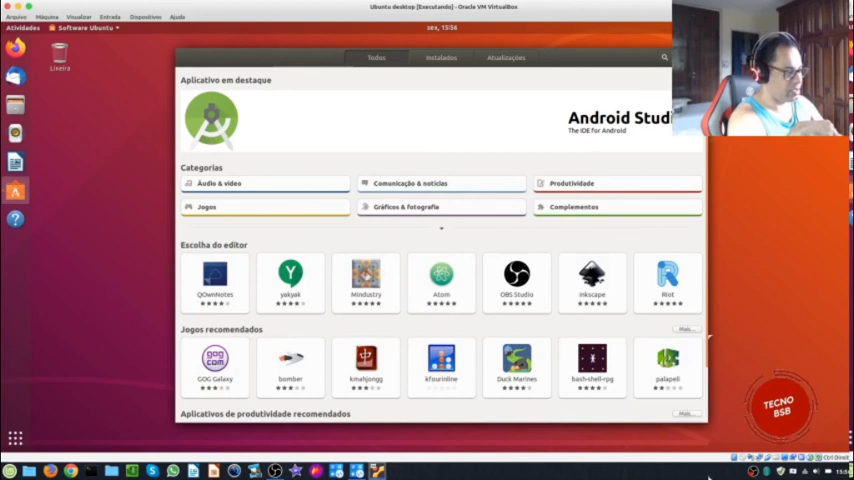 Ubuntu desktop [Executando] - Oracle VM VirtualBox
Arquivo Máquina Visualizar Entrada Dispositivos Ajuda
Atividades Software Ubuntu sex, 15:56
Lixeira
Todos Instalados Atualizações
Aplicativo em destaque
Android Studi
The IDE for Android
Categorias
Áudio & vídeo Comunicação & notícias Produtividade
Jogos Gráficos & fotografia Complementos
Escolha do editor
QOwnNotes yakyak Mindustry Atom OBS Studio Inkscape Riot
Jogos recomendados Mais...
GOG COM
GOG Galaxy bomber kmahjongg kfourinline Duck Marines bash-shell-rpg palapeli
TECNO
BSB
Aplicativos de produtividade recomendados Mais...
Ctrl Direit